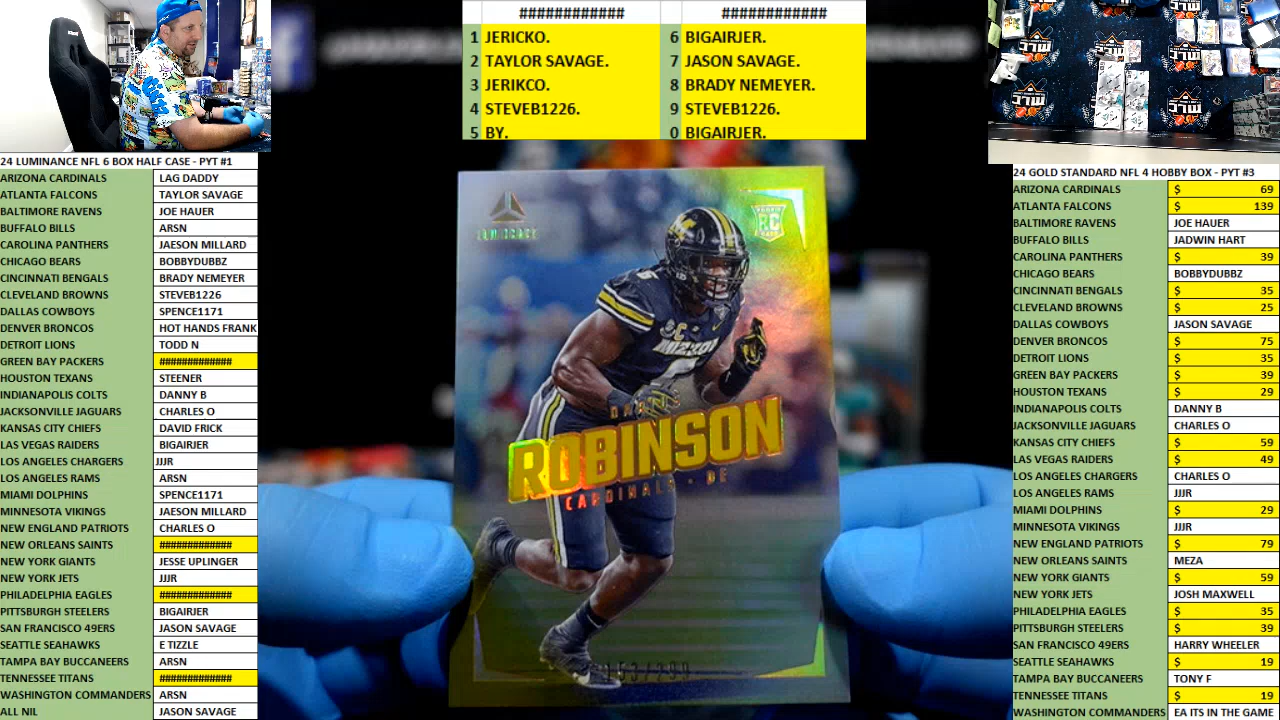 ############ ############
1 JERICKO. 6 BIGAIRJER.
2 TAYLOR SAVAGE. 7 JASON SAVAGE.
3 JERIKCO. 8 BRADY NEMEYER.
4 STEVEB1226. 9 STEVEB1226.
5 BY. 0 BIGAIRJER.
24 LUMINANCE NFL 6 BOX HALF CASE - PYT #1
ARIZONA CARDINALS LAG DADDY
ATLANTA FALCONS TAYLOR SAVAGE
BALTIMORE RAVENS JOE HAUER
BUFFALO BILLS ARSN
CAROLINA PANTHERS JAESON MILLARD
CHICAGO BEARS BOBBYDUBBZ
CINCINNATI BENGALS BRADY NEMEYER
CLEVELAND BROWNS STEVEB1226
DALLAS COWBOYS SPENCE1171
DENVER BRONCOS HOT HANDS FRANK
DETROIT LIONS TODD N
GREEN BAY PACKERS ############
HOUSTON TEXANS STEENER
INDIANAPOLIS COLTS DANNY B
JACKSONVILLE JAGUARS CHARLES O
KANSAS CITY CHIEFS DAVID FRICK
LAS VEGAS RAIDERS BIGAIRJER
LOS ANGELES CHARGERS JJJR
LOS ANGELES RAMS ARSN
MIAMI DOLPHINS SPENCE1171
MINNESOTA VIKINGS JAESON MILLARD
NEW ENGLAND PATRIOTS CHARLES O
NEW ORLEANS SAINTS ############
NEW YORK GIANTS JESSE UPLINGER
NEW YORK JETS JJJR
PHILADELPHIA EAGLES ############
PITTSBURGH STEELERS BIGAIRJER
SAN FRANCISCO 49ERS JASON SAVAGE
SEATTLE SEAHAWKS E TIZZLE
TAMPA BAY BUCCANEERS ARSN
TENNESSEE TITANS ############
WASHINGTON COMMANDERS ARSN
ALL NIL JASON SAVAGE
LUMINANCE
RC
ROBINSON
CARDINALS - DE
24 GOLD STANDARD NFL 4 HOBBY BOX - PYT #3
ARIZONA CARDINALS $ 69
ATLANTA FALCONS $ 139
BALTIMORE RAVENS JOE HAUER
BUFFALO BILLS JADWIN HART
CAROLINA PANTHERS $ 39
CHICAGO BEARS BOBBYDUBBZ
CINCINNATI BENGALS $ 35
CLEVELAND BROWNS $ 25
DALLAS COWBOYS JASON SAVAGE
DENVER BRONCOS $ 75
DETROIT LIONS $ 35
GREEN BAY PACKERS $ 39
HOUSTON TEXANS $ 29
INDIANAPOLIS COLTS DANNY B
JACKSONVILLE JAGUARS CHARLES O
KANSAS CITY CHIEFS $ 59
LAS VEGAS RAIDERS $ 49
LOS ANGELES CHARGERS CHARLES O
LOS ANGELES RAMS JJJR
MIAMI DOLPHINS $ 29
MINNESOTA VIKINGS JJJR
NEW ENGLAND PATRIOTS $ 79
NEW ORLEANS SAINTS MEZA
NEW YORK GIANTS $ 59
NEW YORK JETS JOSH MAXWELL
PHILADELPHIA EAGLES $ 35
PITTSBURGH STEELERS $ 39
SAN FRANCISCO 49ERS HARRY WHEELER
SEATTLE SEAHAWKS $ 19
TAMPA BAY BUCCANEERS TONY F
TENNESSEE TITANS $ 19
WASHINGTON COMMANDERS EA ITS IN THE GAME